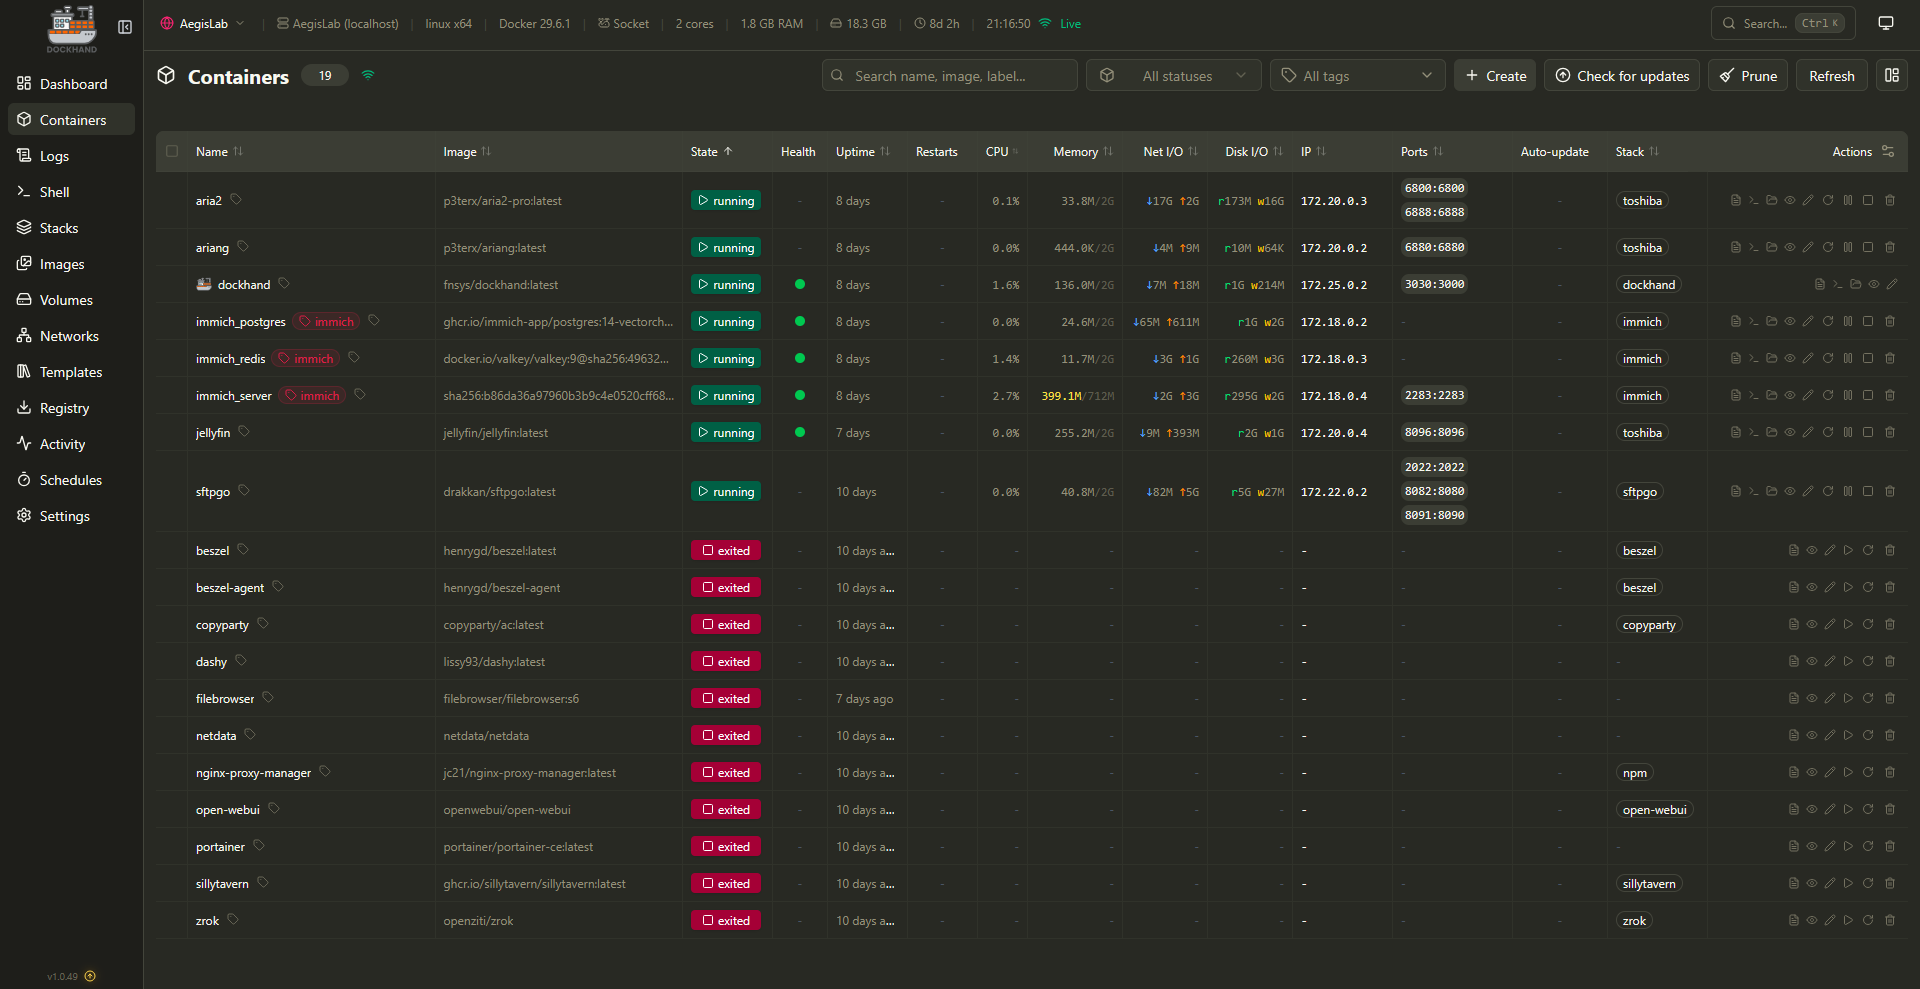 DOCKHAND
AegisLab
AegisLab (localhost)
linux x64
Docker 29.6.1
Socket
2 cores
1.8 GB RAM
18.3 GB
8d 2h
21:16:50
Live
Search... Ctrl K
Dashboard
Containers
Logs
Shell
Stacks
Images
Volumes
Networks
Templates
Registry
Activity
Schedules
Settings
v1.0.49
Containers 19
Search name, image, label...
All statuses
All tags
Create
Check for updates
Prune
Refresh
Name Image State Health Uptime Restarts CPU Memory Net I/O Disk I/O IP Ports Auto-update Stack Actions
aria2 p3terx/aria2-pro:latest running - 8 days - 0.1% 33.8M/2G ↓17G ↑2G r173M w16G 172.20.0.3 6800:6800 6888:6888 - toshiba
ariang p3terx/ariang:latest running - 8 days - 0.0% 444.0K/2G ↓4M ↑9M r10M w64K 172.20.0.2 6880:6880 - toshiba
dockhand fnsys/dockhand:latest running 8 days - 1.6% 136.0M/2G ↓7M ↑18M r1G w214M 172.25.0.2 3030:3000 - dockhand
immich_postgres immich ghcr.io/immich-app/postgres:14-vectorch... running 8 days - 0.0% 24.6M/2G ↓65M ↑611M r1G w2G 172.18.0.2 - - immich
immich_redis immich docker.io/valkey/valkey:9@sha256:49632... running 8 days - 1.4% 11.7M/2G ↓3G ↑1G r260M w3G 172.18.0.3 - - immich
immich_server immich sha256:b86da36a97960b3b9c4e0520cff68... running 8 days - 2.7% 399.1M/712M ↓2G ↑3G r295G w2G 172.18.0.4 2283:2283 - immich
jellyfin jellyfin/jellyfin:latest running 7 days - 0.0% 255.2M/2G ↓9M ↑393M r2G w1G 172.20.0.4 8096:8096 - toshiba
sftpgo drakkan/sftpgo:latest running - 10 days - 0.0% 40.8M/2G ↓82M ↑5G r5G w27M 172.22.0.2 2022:2022 8082:8080 8091:8090 - sftpgo
beszel henrygd/beszel:latest exited - 10 days a... - - - - - - - - beszel
beszel-agent henrygd/beszel-agent exited - 10 days a... - - - - - - - - beszel
copyparty copyparty/ac:latest exited - 10 days a... - - - - - - - - copyparty
dashy lissy93/dashy:latest exited - 10 days a... - - - - - - - - -
filebrowser filebrowser/filebrowser:s6 exited - 7 days ago - - - - - - - - -
netdata netdata/netdata exited - 10 days a... - - - - - - - - -
nginx-proxy-manager jc21/nginx-proxy-manager:latest exited - 10 days a... - - - - - - - - npm
open-webui openwebui/open-webui exited - 10 days a... - - - - - - - - open-webui
portainer portainer/portainer-ce:latest exited - 10 days a... - - - - - - - - -
sillytavern ghcr.io/sillytavern/sillytavern:latest exited - 10 days a... - - - - - - - - sillytavern
zrok openziti/zrok exited - 10 days a... - - - - - - - - zrok